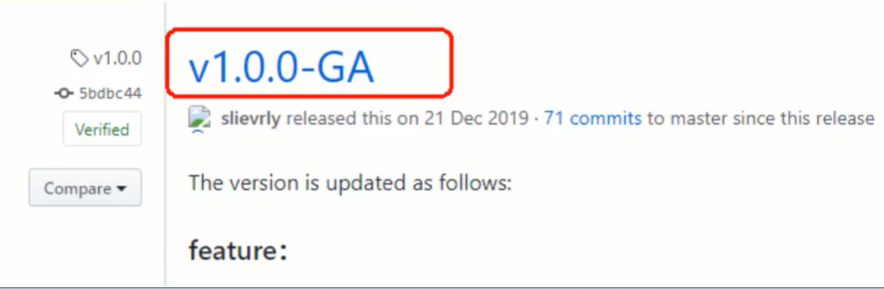 v1.0.0
5bdbc44
Verified
Compare
v1.0.0-GA
slievrly released this on 21 Dec 2019 · 71 commits to master since this release
The version is updated as follows:
feature：